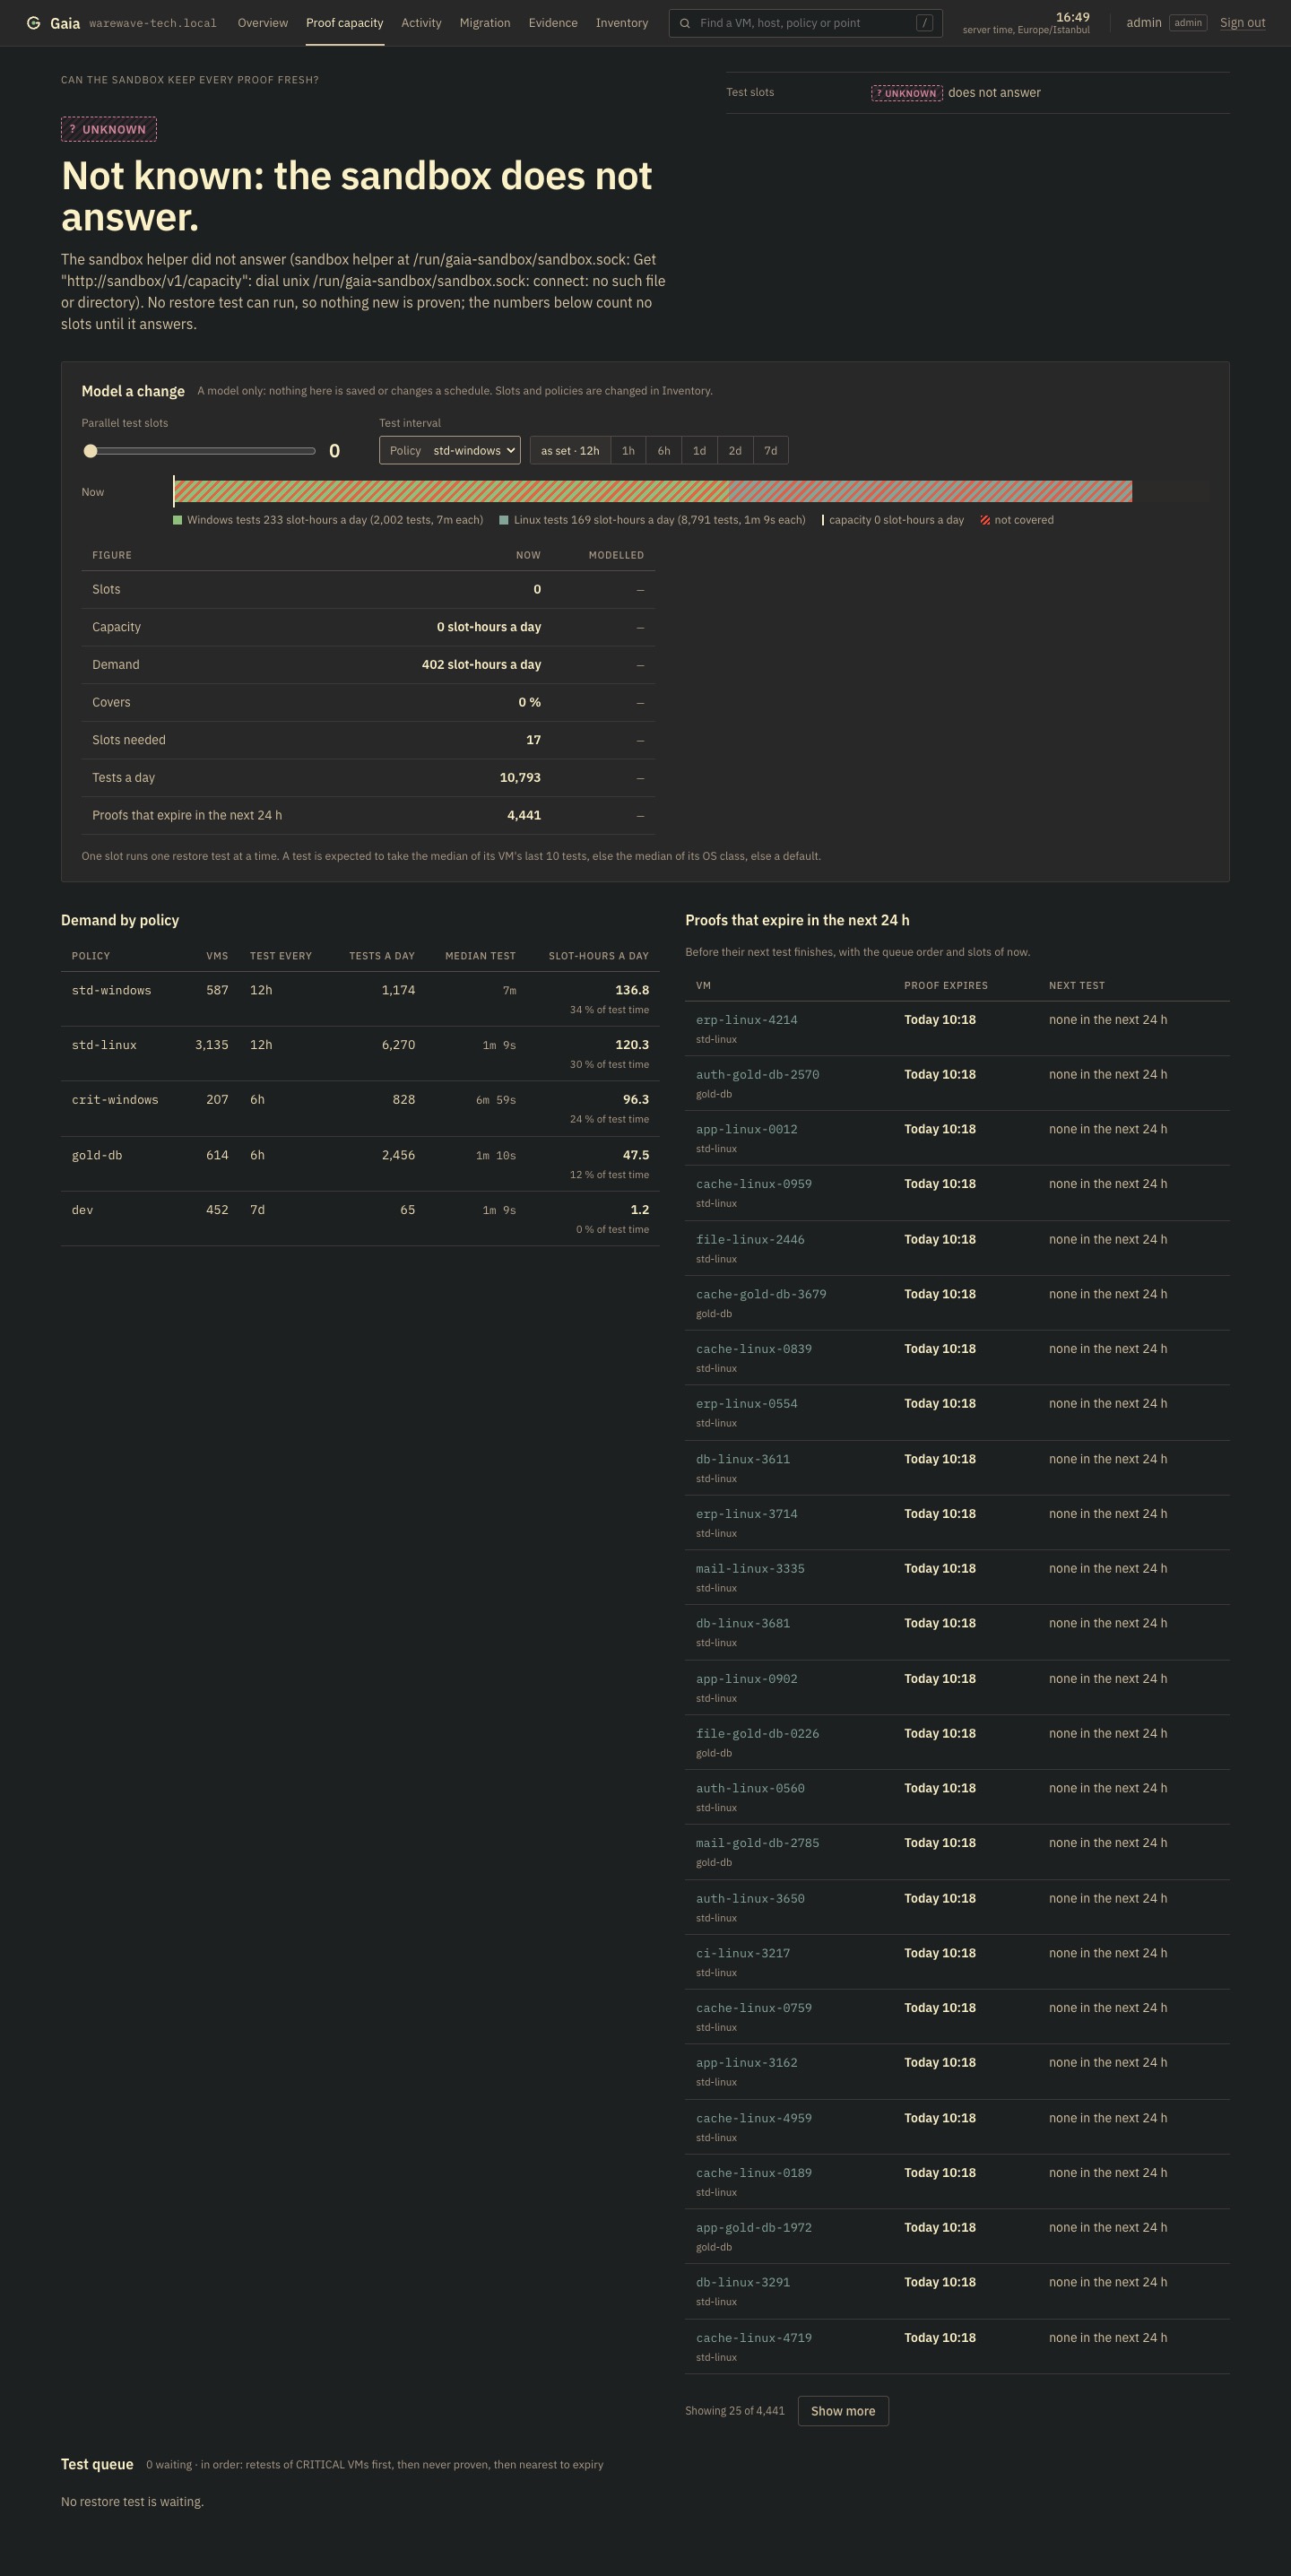 Gaia warewave-tech.local Overview Proof capacity Activity Migration Evidence Inventory Find a VM, host, policy or point / 16:49 server time, Europe/Istanbul admin admin Sign out
CAN THE SANDBOX KEEP EVERY PROOF FRESH?
? UNKNOWN
Not known: the sandbox does not
answer.
The sandbox helper did not answer (sandbox helper at /run/gaia-sandbox/sandbox.sock: Get
"http://sandbox/v1/capacity": dial unix /run/gaia-sandbox/sandbox.sock: connect: no such file
or directory). No restore test can run, so nothing new is proven; the numbers below count no
slots until it answers.
Test slots ? UNKNOWN does not answer
Model a change A model only: nothing here is saved or changes a schedule. Slots and policies are changed in Inventory.
Parallel test slots
0
Test interval
Policy std-windows as set · 12h 1h 6h 1d 2d 7d
Now
Windows tests 233 slot-hours a day (2,002 tests, 7m each) Linux tests 169 slot-hours a day (8,791 tests, 1m 9s each) capacity 0 slot-hours a day not covered
FIGURE NOW MODELLED
Slots 0 –
Capacity 0 slot-hours a day –
Demand 402 slot-hours a day –
Covers 0 % –
Slots needed 17 –
Tests a day 10,793 –
Proofs that expire in the next 24 h 4,441 –
One slot runs one restore test at a time. A test is expected to take the median of its VM's last 10 tests, else the median of its OS class, else a default.
Demand by policy
POLICY VMS TEST EVERY TESTS A DAY MEDIAN TEST SLOT-HOURS A DAY
std-windows 587 12h 1,174 7m 136.8
34 % of test time
std-linux 3,135 12h 6,270 1m 9s 120.3
30 % of test time
crit-windows 207 6h 828 6m 59s 96.3
24 % of test time
gold-db 614 6h 2,456 1m 10s 47.5
12 % of test time
dev 452 7d 65 1m 9s 1.2
0 % of test time
Proofs that expire in the next 24 h
Before their next test finishes, with the queue order and slots of now.
VM PROOF EXPIRES NEXT TEST
erp-linux-4214 Today 10:18 none in the next 24 h
std-linux
auth-gold-db-2570 Today 10:18 none in the next 24 h
gold-db
app-linux-0012 Today 10:18 none in the next 24 h
std-linux
cache-linux-0959 Today 10:18 none in the next 24 h
std-linux
file-linux-2446 Today 10:18 none in the next 24 h
std-linux
cache-gold-db-3679 Today 10:18 none in the next 24 h
gold-db
cache-linux-0839 Today 10:18 none in the next 24 h
std-linux
erp-linux-0554 Today 10:18 none in the next 24 h
std-linux
db-linux-3611 Today 10:18 none in the next 24 h
std-linux
erp-linux-3714 Today 10:18 none in the next 24 h
std-linux
mail-linux-3335 Today 10:18 none in the next 24 h
std-linux
db-linux-3681 Today 10:18 none in the next 24 h
std-linux
app-linux-0902 Today 10:18 none in the next 24 h
std-linux
file-gold-db-0226 Today 10:18 none in the next 24 h
gold-db
auth-linux-0560 Today 10:18 none in the next 24 h
std-linux
mail-gold-db-2785 Today 10:18 none in the next 24 h
gold-db
auth-linux-3650 Today 10:18 none in the next 24 h
std-linux
ci-linux-3217 Today 10:18 none in the next 24 h
std-linux
cache-linux-0759 Today 10:18 none in the next 24 h
std-linux
app-linux-3162 Today 10:18 none in the next 24 h
std-linux
cache-linux-4959 Today 10:18 none in the next 24 h
std-linux
cache-linux-0189 Today 10:18 none in the next 24 h
std-linux
app-gold-db-1972 Today 10:18 none in the next 24 h
gold-db
db-linux-3291 Today 10:18 none in the next 24 h
std-linux
cache-linux-4719 Today 10:18 none in the next 24 h
std-linux
Showing 25 of 4,441 Show more
Test queue 0 waiting · in order: retests of CRITICAL VMs first, then never proven, then nearest to expiry
No restore test is waiting.